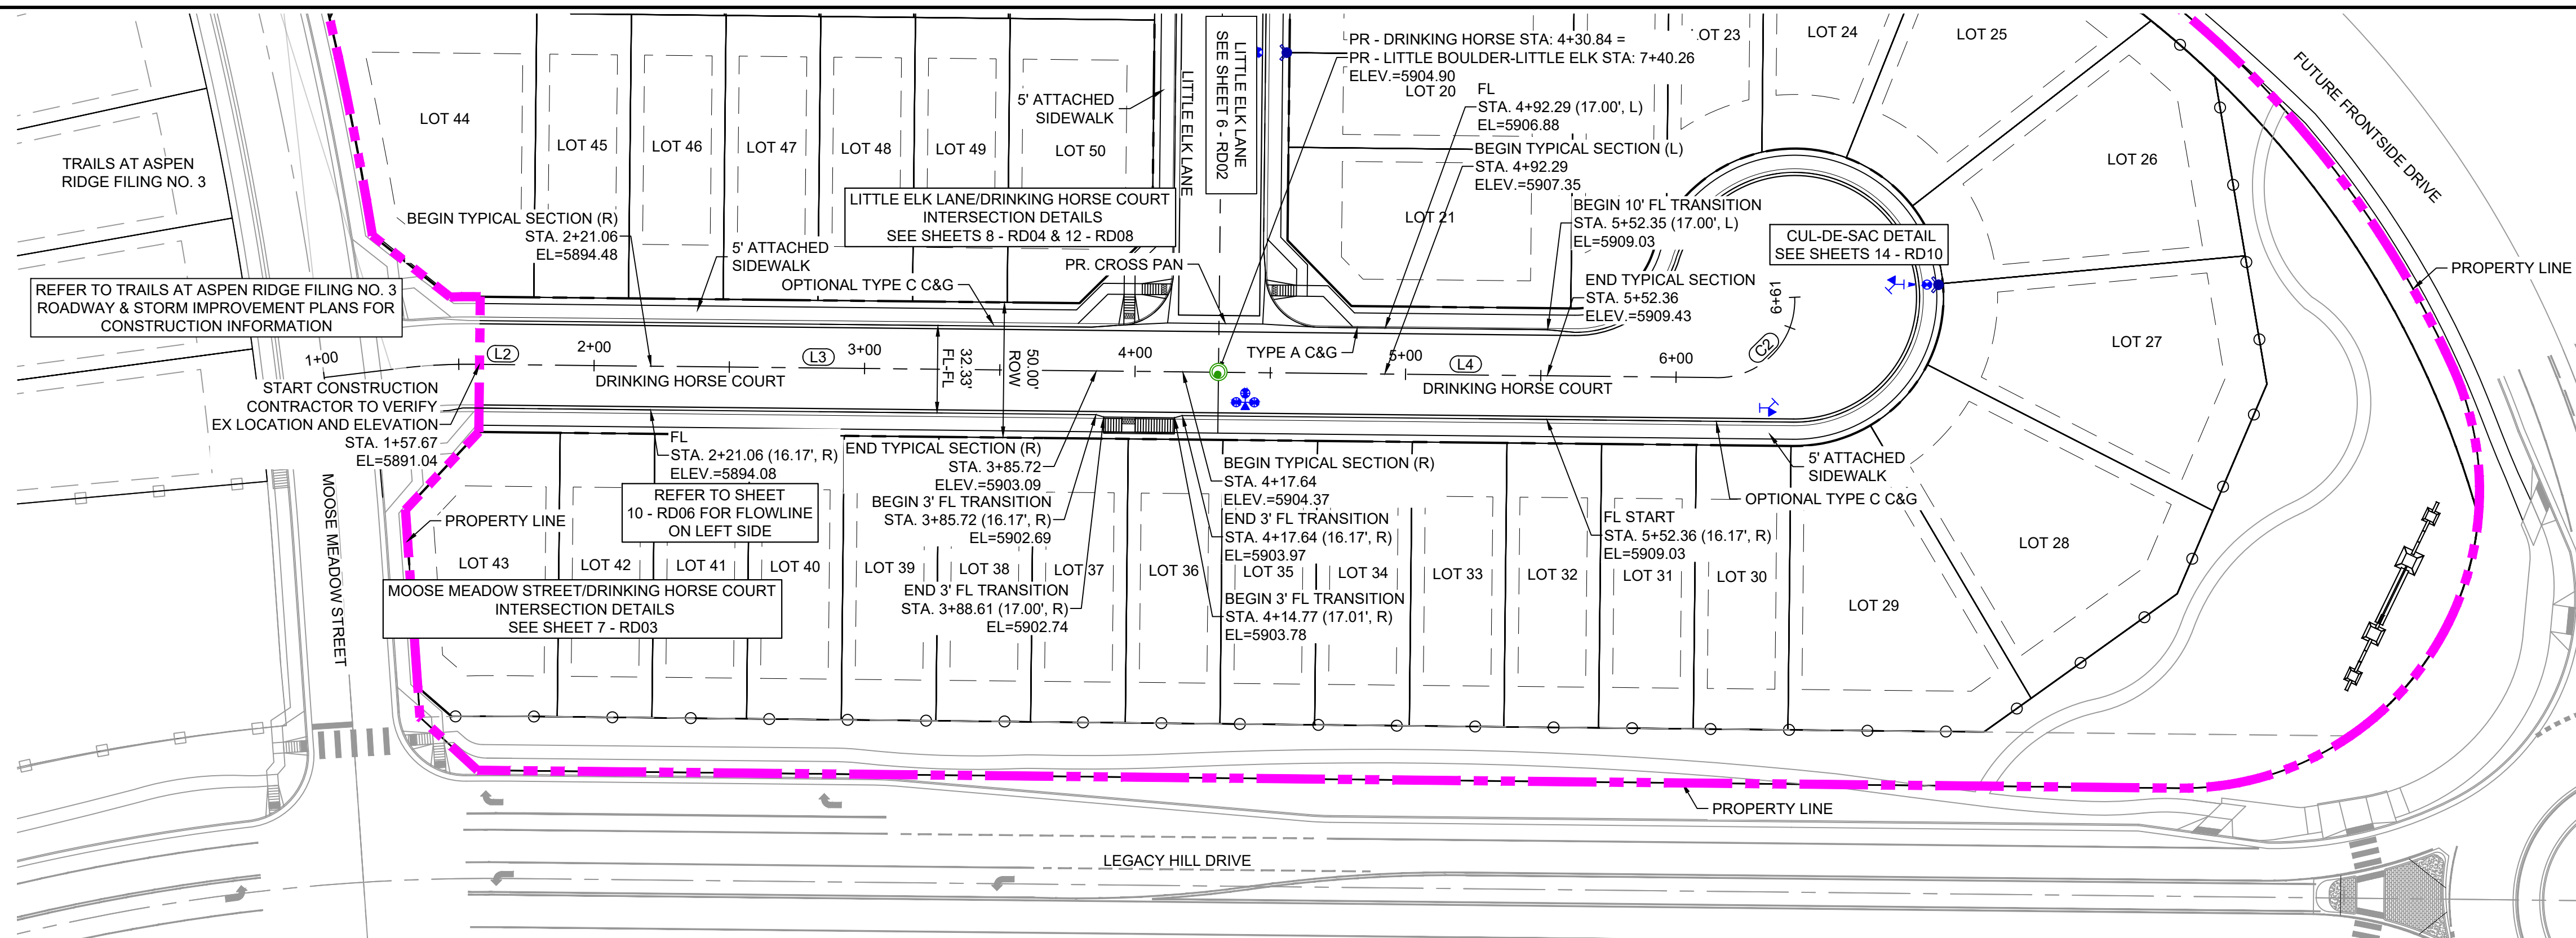 TRAILS AT ASPEN
RIDGE FILING NO. 3
REFER TO TRAILS AT ASPEN RIDGE FILING NO. 3
ROADWAY & STORM IMPROVEMENT PLANS FOR
CONSTRUCTION INFORMATION
LOT 44
LOT 45
LOT 46
LOT 47
LOT 48
LOT 49
LOT 50
5' ATTACHED
SIDEWALK
LITTLE ELK LANE
LITTLE ELK LANE
SEE SHEET 6 - RD02
PR - DRINKING HORSE STA: 4+30.84 =
PR - LITTLE BOULDER-LITTLE ELK STA: 7+40.26
ELEV.=5904.90
LOT 20
LOT 21
LOT 23
LOT 24
LOT 25
LOT 26
FL
STA. 4+92.29 (17.00', L)
EL=5906.88
BEGIN TYPICAL SECTION (L)
STA. 4+92.29
ELEV.=5907.35
BEGIN 10' FL TRANSITION
STA. 5+52.35 (17.00', L)
EL=5909.03
END TYPICAL SECTION
STA. 5+52.36
ELEV.=5909.43
CUL-DE-SAC DETAIL
SEE SHEETS 14 - RD10
FUTURE FRONTSIDE DRIVE
PROPERTY LINE
BEGIN TYPICAL SECTION (R)
STA. 2+21.06
EL=5894.48
5' ATTACHED
SIDEWALK
LITTLE ELK LANE/DRINKING HORSE COURT
INTERSECTION DETAILS
SEE SHEETS 8 - RD04 & 12 - RD08
PR. CROSS PAN
OPTIONAL TYPE C C&G
1+00
L2
2+00
L3
3+00
32.33'
FL-FL
50.00'
ROW
4+00
TYPE A C&G
5+00
L4
6+00
C2
6+61
DRINKING HORSE COURT
DRINKING HORSE COURT
START CONSTRUCTION
CONTRACTOR TO VERIFY
EX LOCATION AND ELEVATION
STA. 1+57.67
EL=5891.04
FL
STA. 2+21.06 (16.17', R)
ELEV.=5894.08
REFER TO SHEET
10 - RD06 FOR FLOWLINE
ON LEFT SIDE
END TYPICAL SECTION (R)
STA. 3+85.72
ELEV.=5903.09
BEGIN 3' FL TRANSITION
STA. 3+85.72 (16.17', R)
EL=5902.69
END 3' FL TRANSITION
STA. 3+88.61 (17.00', R)
EL=5902.74
BEGIN TYPICAL SECTION (R)
STA. 4+17.64
ELEV.=5904.37
END 3' FL TRANSITION
STA. 4+17.64 (16.17', R)
EL=5903.97
BEGIN 3' FL TRANSITION
STA. 4+14.77 (17.01', R)
EL=5903.78
FL START
STA. 5+52.36 (16.17', R)
EL=5909.03
5' ATTACHED
SIDEWALK
OPTIONAL TYPE C C&G
PROPERTY LINE
MOOSE MEADOW STREET
MOOSE MEADOW STREET/DRINKING HORSE COURT
INTERSECTION DETAILS
SEE SHEET 7 - RD03
LOT 43
LOT 42
LOT 41
LOT 40
LOT 39
LOT 38
LOT 37
LOT 36
LOT 35
LOT 34
LOT 33
LOT 32
LOT 31
LOT 30
LOT 29
LOT 28
LOT 27
PROPERTY LINE
LEGACY HILL DRIVE